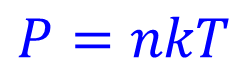 P = nkT